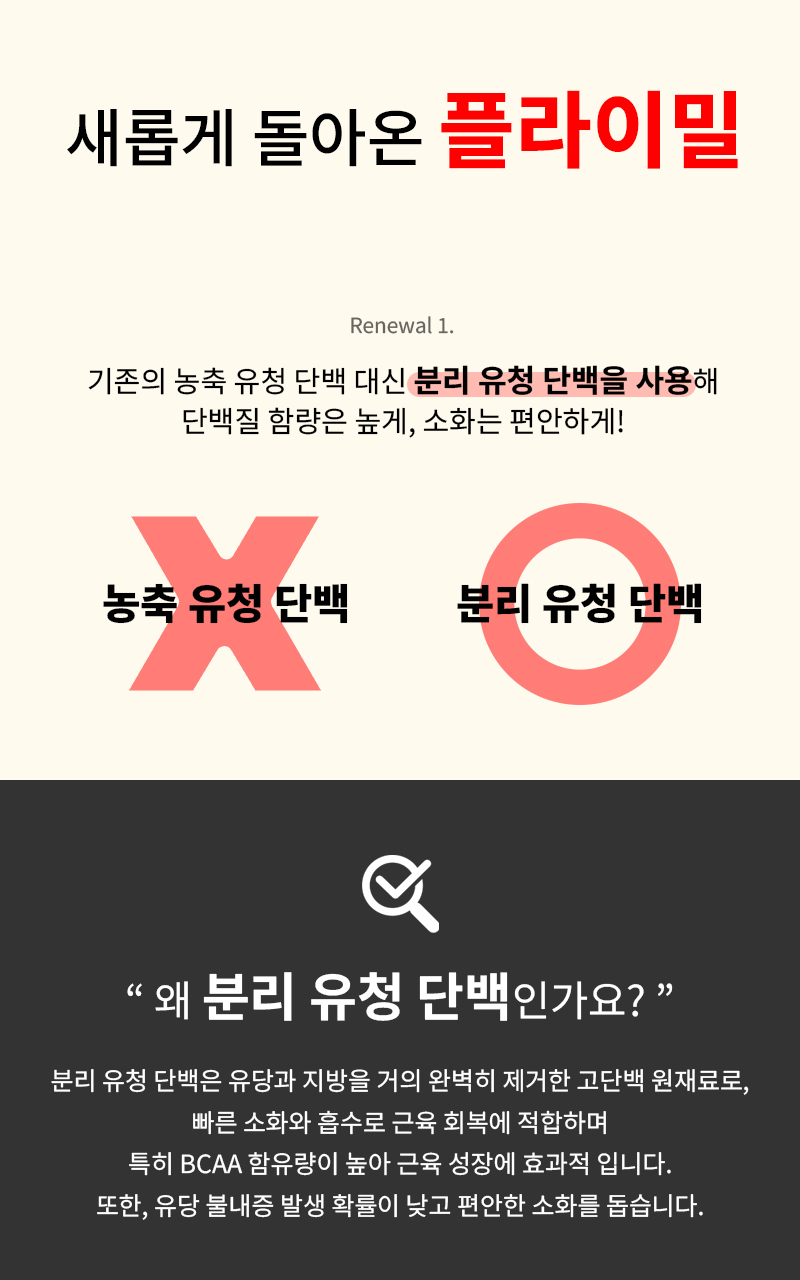 새롭게 돌아온 플라이밀
Renewal 1.
기존의 농축 유청 단백 대신 분리 유청 단백을 사용해
단백질 함량은 높게, 소화는 편안하게!
농축 유청 단백
분리 유청 단백
“ 왜 분리 유청 단백인가요? ”
분리 유청 단백은 유당과 지방을 거의 완벽히 제거한 고단백 원재료로,
빠른 소화와 흡수로 근육 회복에 적합하며
특히 BCAA 함유량이 높아 근육 성장에 효과적 입니다.
또한, 유당 불내증 발생 확률이 낮고 편안한 소화를 돕습니다.